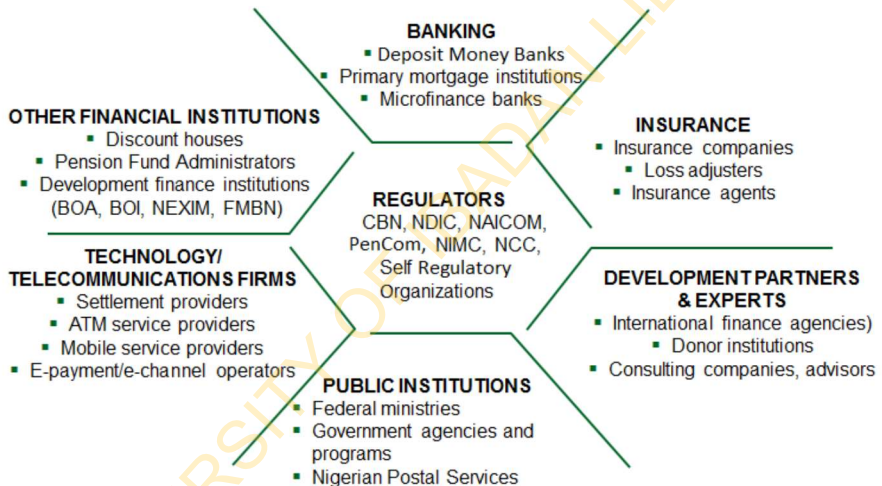 BANKING
▪ Deposit Money Banks
▪ Primary mortgage institutions
▪ Microfinance banks
OTHER FINANCIAL INSTITUTIONS
▪ Discount houses
▪ Pension Fund Administrators
▪ Development finance institutions
(BOA, BOI, NEXIM, FMBN)
INSURANCE
▪ Insurance companies
▪ Loss adjusters
▪ Insurance agents
REGULATORS
CBN, NDIC, NAICOM,
PenCom, NIMC, NCC,
Self Regulatory
Organizations
TECHNOLOGY/
TELECOMMUNICATIONS FIRMS
▪ Settlement providers
▪ ATM service providers
▪ Mobile service providers
▪ E-payment/e-channel operators
DEVELOPMENT PARTNERS
& EXPERTS
▪ International finance agencies)
▪ Donor institutions
▪ Consulting companies, advisors
PUBLIC INSTITUTIONS
▪ Federal ministries
▪ Government agencies and
programs
▪ Nigerian Postal Services
ERSITY OF IBADAN LI